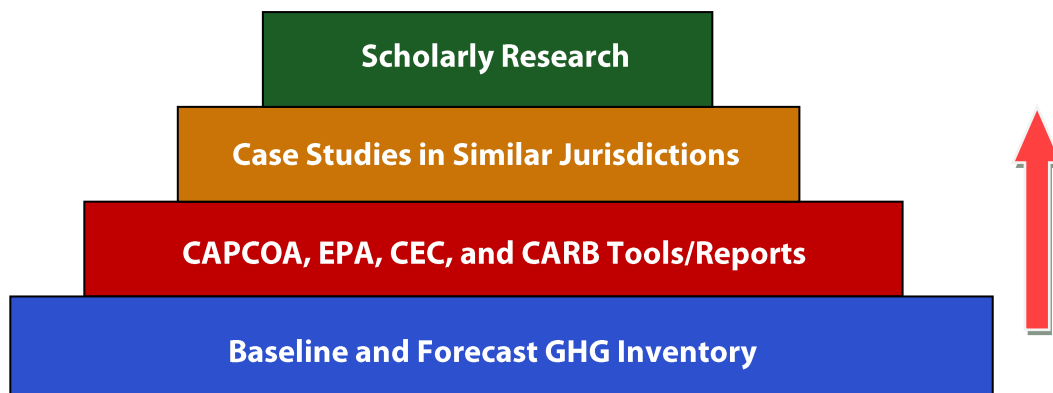 Scholarly Research
Case Studies in Similar Jurisdictions
CAPCOA, EPA, CEC, and CARB Tools/Reports
Baseline and Forecast GHG Inventory